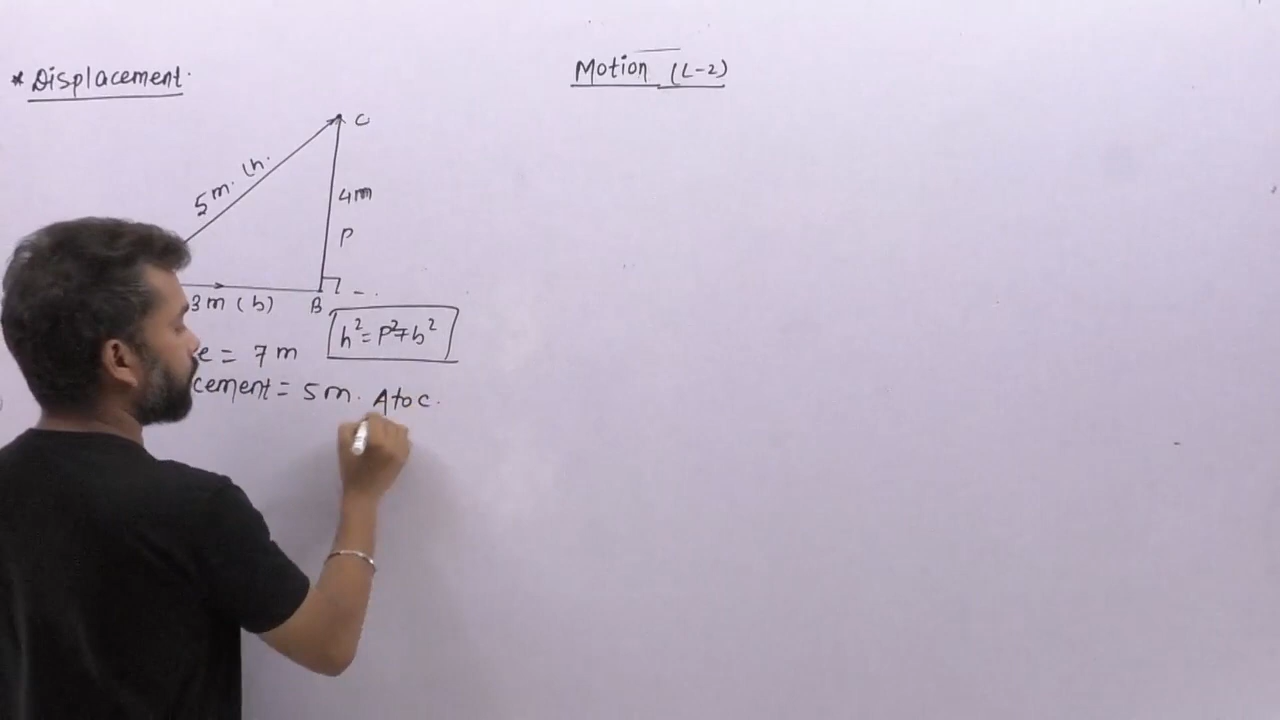 * Displacement.
Motion (L-2)
C
5m. (h.
4m
P
3m (b)
B
h²=P²+b²
e = 7m
cement = 5m. A to C.